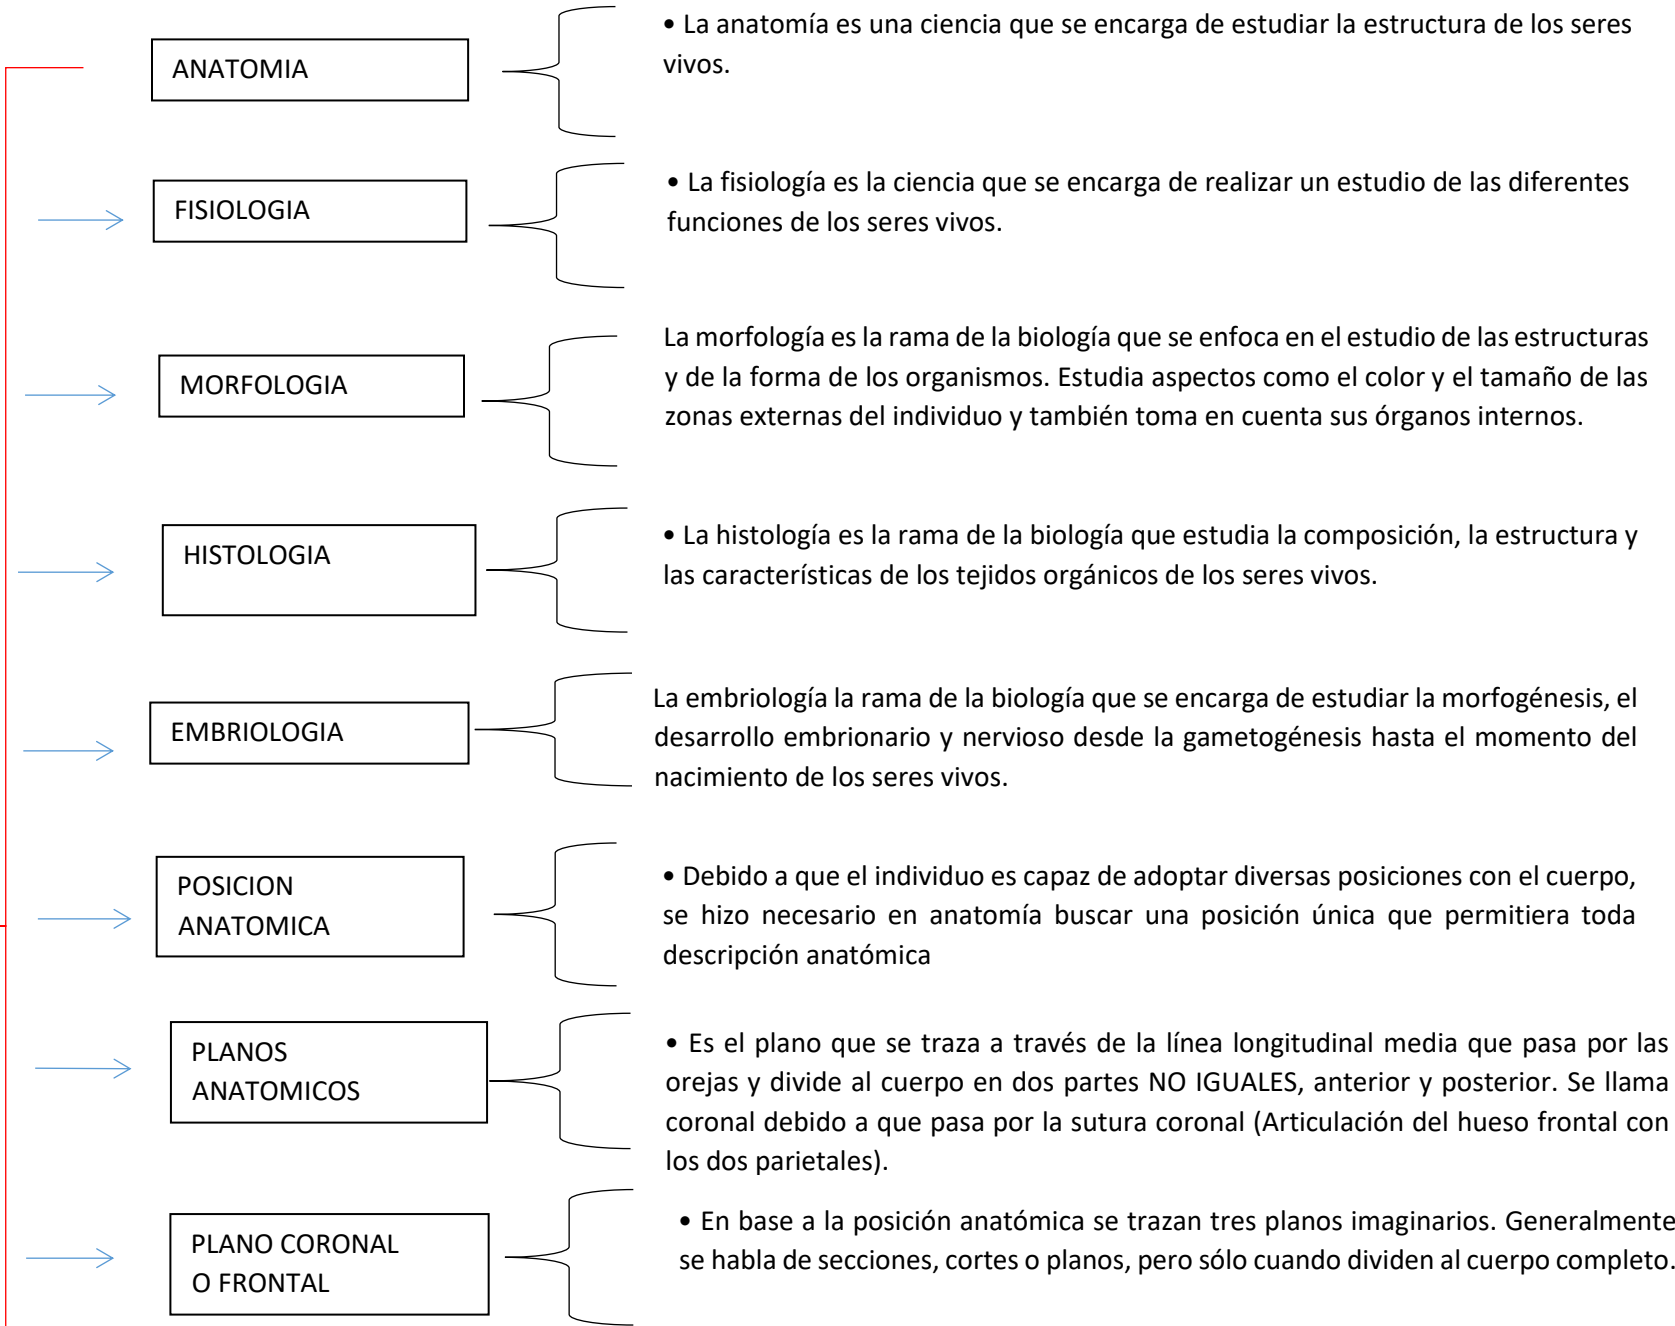 ANATOMIA
• La anatomía es una ciencia que se encarga de estudiar la estructura de los seres
vivos.
FISIOLOGIA
• La fisiología es la ciencia que se encarga de realizar un estudio de las diferentes
funciones de los seres vivos.
MORFOLOGIA
La morfología es la rama de la biología que se enfoca en el estudio de las estructuras
y de la forma de los organismos. Estudia aspectos como el color y el tamaño de las
zonas externas del individuo y también toma en cuenta sus órganos internos.
HISTOLOGIA
• La histología es la rama de la biología que estudia la composición, la estructura y
las características de los tejidos orgánicos de los seres vivos.
EMBRIOLOGIA
La embriología la rama de la biología que se encarga de estudiar la morfogénesis, el
desarrollo embrionario y nervioso desde la gametogénesis hasta el momento del
nacimiento de los seres vivos.
POSICION
ANATOMICA
• Debido a que el individuo es capaz de adoptar diversas posiciones con el cuerpo,
se hizo necesario en anatomía buscar una posición única que permitiera toda
descripción anatómica
PLANOS
ANATOMICOS
• Es el plano que se traza a través de la línea longitudinal media que pasa por las
orejas y divide al cuerpo en dos partes NO IGUALES, anterior y posterior. Se llama
coronal debido a que pasa por la sutura coronal (Articulación del hueso frontal con
los dos parietales).
PLANO CORONAL
O FRONTAL
• En base a la posición anatómica se trazan tres planos imaginarios. Generalmente
se habla de secciones, cortes o planos, pero sólo cuando dividen al cuerpo completo.